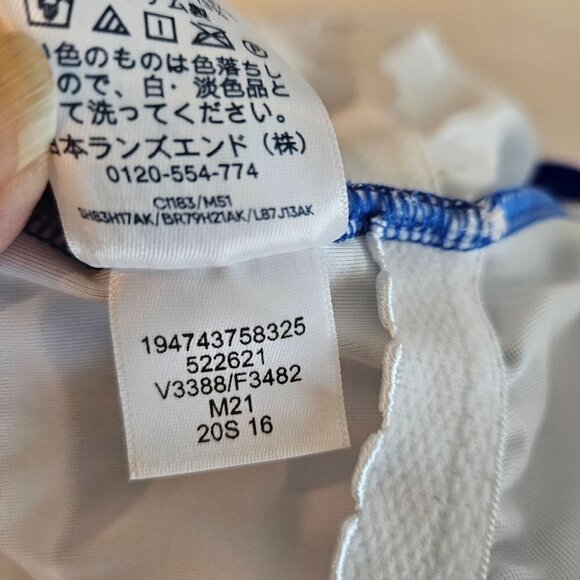 色のものは色落ちし
ので、白・淡色品と
て洗ってください。
日本ランズエンド（株）
0120-554-774
C1183/M51
SH83H17AK/BR79H21AK/L87J13AK
194743758325
522621
V3388/F3482
M21
20S 16